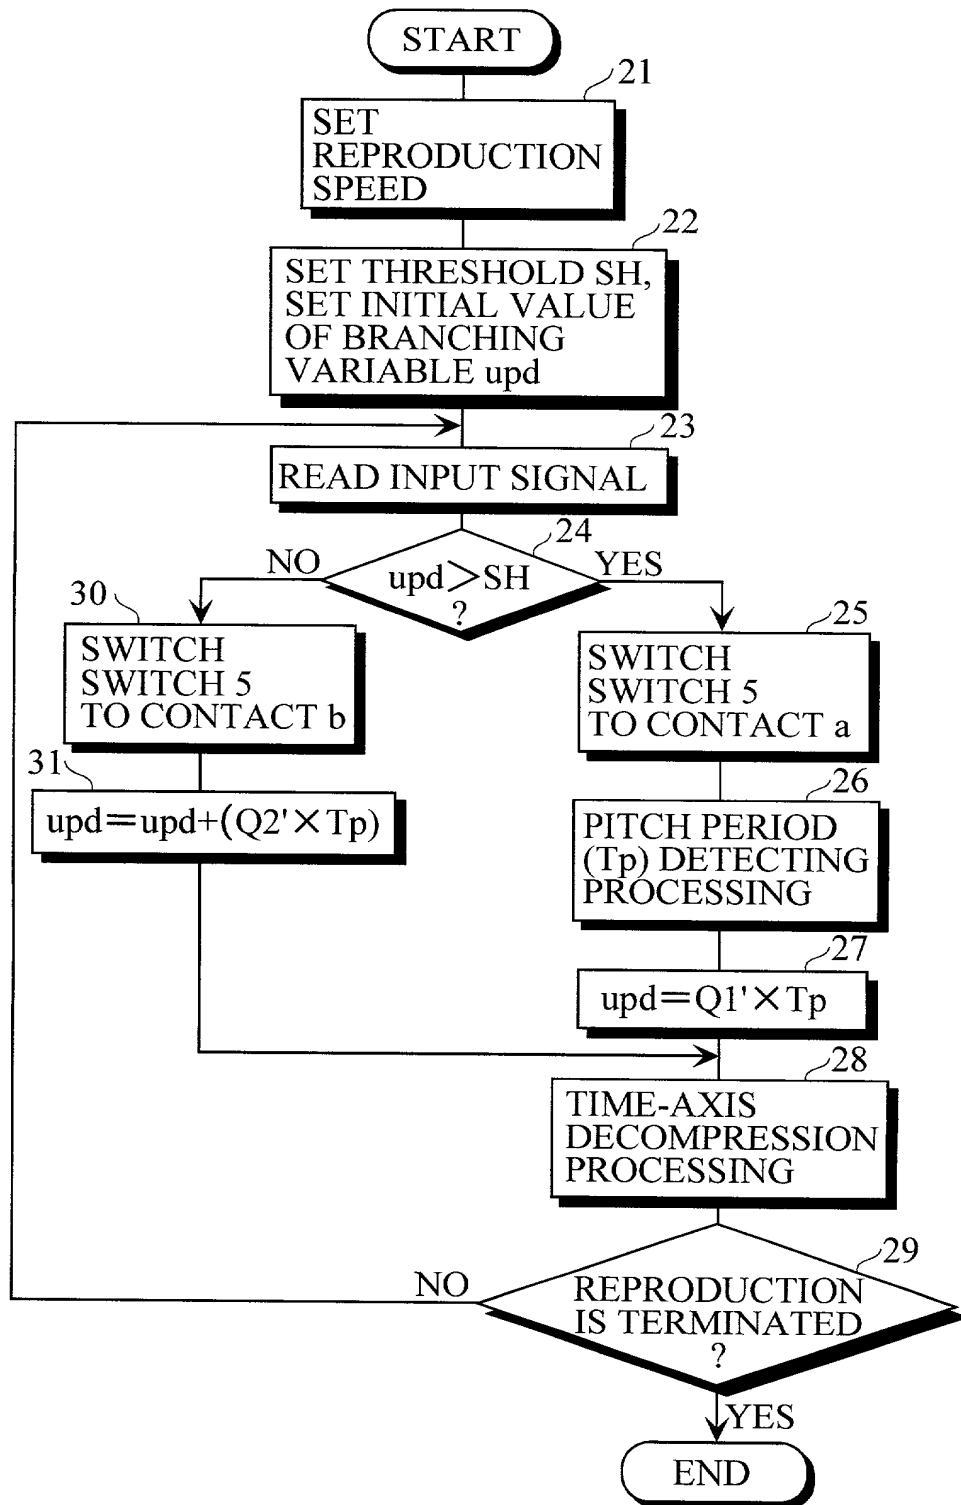 START
21
SET
REPRODUCTION
SPEED
22
SET THRESHOLD SH,
SET INITIAL VALUE
OF BRANCHING
VARIABLE upd
23
READ INPUT SIGNAL
24
NO
upd>SH
?
YES
30
SWITCH
SWITCH 5
TO CONTACT b
25
SWITCH
SWITCH 5
TO CONTACT a
31
upd=upd+(Q2'×Tp)
26
PITCH PERIOD
(Tp) DETECTING
PROCESSING
27
upd=Q1'×Tp
28
TIME-AXIS
DECOMPRESSION
PROCESSING
29
NO
REPRODUCTION
IS TERMINATED
?
YES
END